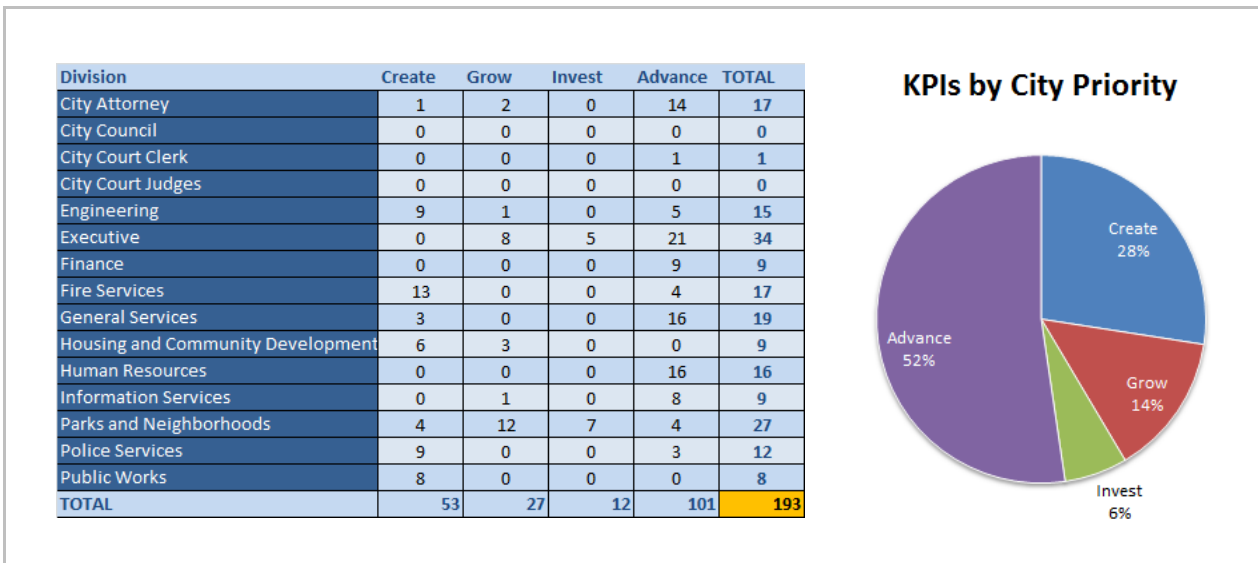 Division Create Grow Invest Advance TOTAL
City Attorney 1 2 0 14 17
City Council 0 0 0 0 0
City Court Clerk 0 0 0 1 1
City Court Judges 0 0 0 0 0
Engineering 9 1 0 5 15
Executive 0 8 5 21 34
Finance 0 0 0 9 9
Fire Services 13 0 0 4 17
General Services 3 0 0 16 19
Housing and Community Development 6 3 0 0 9
Human Resources 0 0 0 16 16
Information Services 0 1 0 8 9
Parks and Neighborhoods 4 12 7 4 27
Police Services 9 0 0 3 12
Public Works 8 0 0 0 8
TOTAL 53 27 12 101 193
KPIs by City Priority
Create
28%
Advance
52%
Grow
14%
Invest
6%